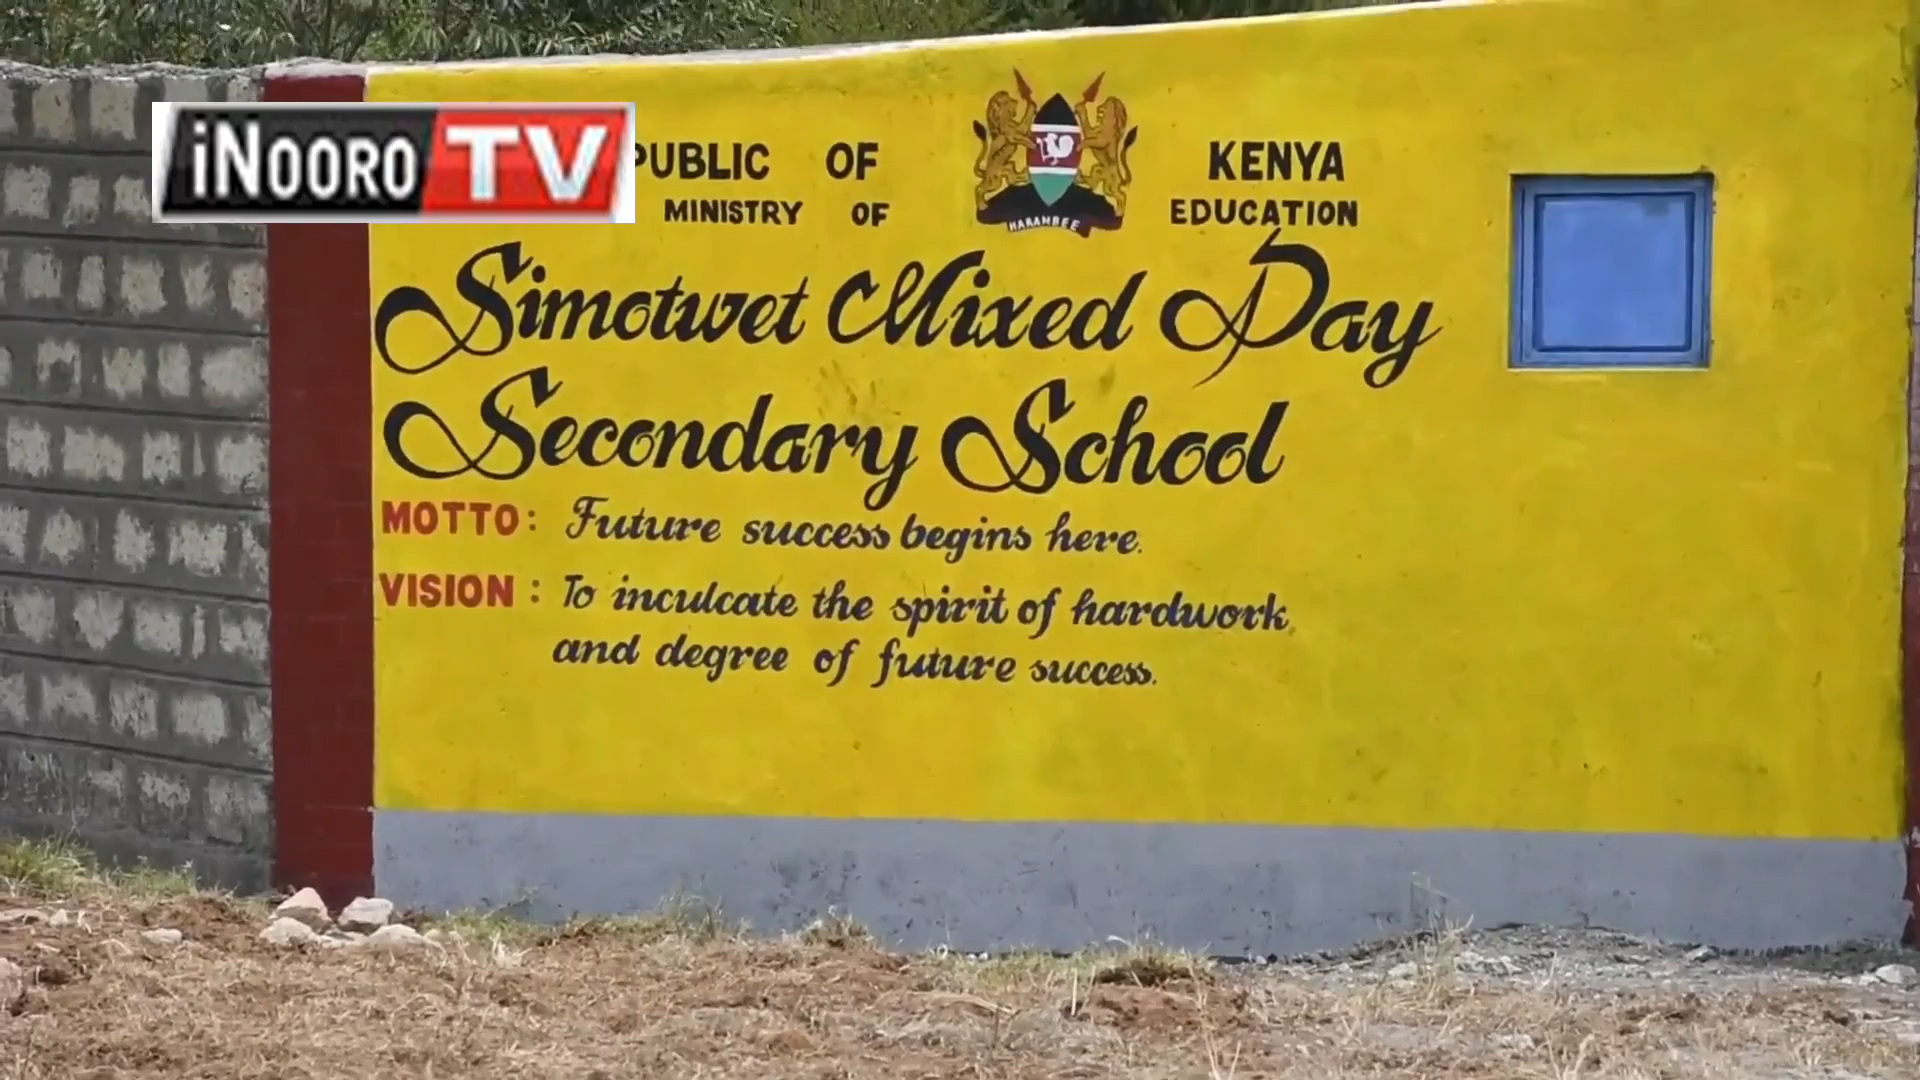 iNOORO TV
PUBLIC OF KENYA
MINISTRY OF EDUCATION
HARAMBEE
Simotwet Mixed Day
Secondary School
MOTTO: Future success begins here.
VISION: To inculcate the spirit of hardwork
and degree of future success.